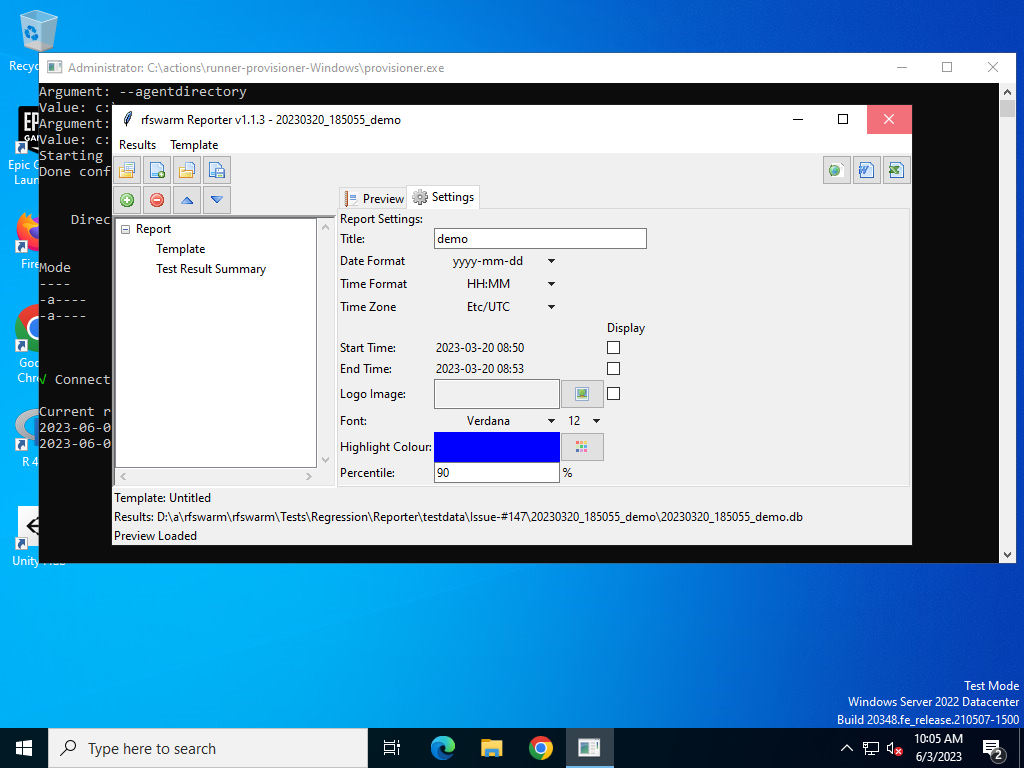 Recyc
Administrator: C:\actions\runner-provisioner-Windows\provisioner.exe
Argument: --agentdirectory
Value: c:\
Argument:
Value: c:
Starting
Done conf
Direc
Mode
----
-a----
-a----
√ Connect
Current r
2023-06-0
2023-06-0
Epic G
Laun
Fire
Goo
Chr
R 4
Unity Hub
rfswarm Reporter v1.1.3 - 20230320_185055_demo
Results Template
Preview Settings
Report
Template
Test Result Summary
Report Settings:
Title: demo
Date Format yyyy-mm-dd
Time Format HH:MM
Time Zone Etc/UTC
Display
Start Time: 2023-03-20 08:50
End Time: 2023-03-20 08:53
Logo Image:
Font: Verdana 12
Highlight Colour:
Percentile: 90 %
Template: Untitled
Results: D:\a\rfswarm\rfswarm\Tests\Regression\Reporter\testdata\Issue-#147\20230320_185055_demo\20230320_185055_demo.db
Preview Loaded
Test Mode
Windows Server 2022 Datacenter
Build 20348.fe_release.210507-1500
Type here to search
10:05 AM
6/3/2023
2